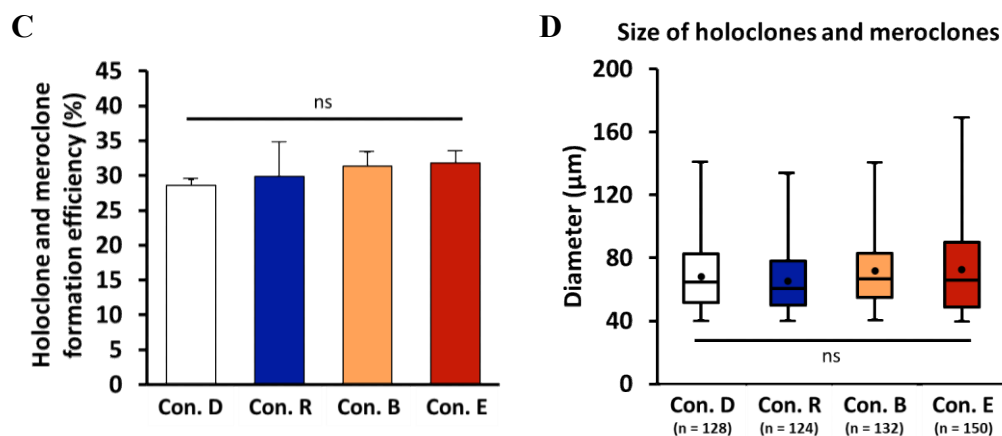 C
Holoclone and meroclone
formation efficiency (%)
45
40
35
30
25
20
15
10
5
0
ns
Con. D Con. R Con. B Con. E
D
Size of holoclones and meroclones
Diameter (µm)
200
160
120
80
40
0
ns
Con. D Con. R Con. B Con. E
(n = 128) (n = 124) (n = 132) (n = 150)